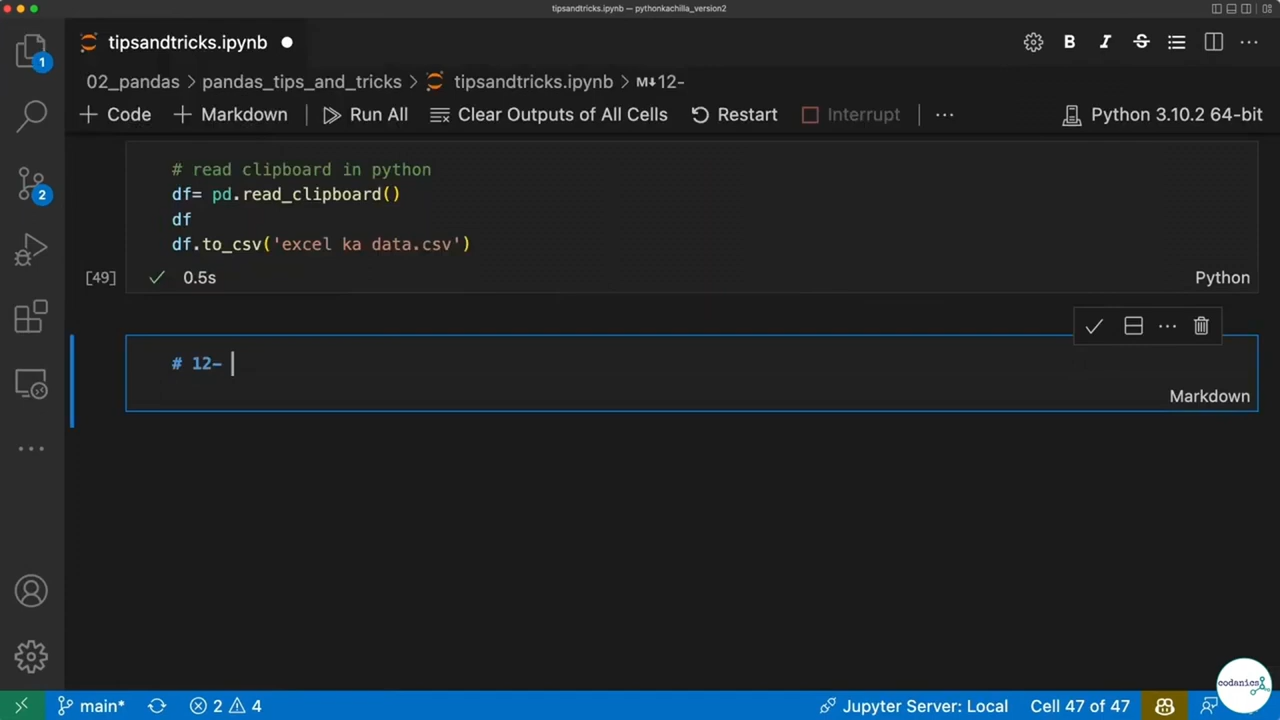 tipsandtricks.ipynb — pythonkachilla_version2
tipsandtricks.ipynb
02_pandas > pandas_tips_and_tricks > tipsandtricks.ipynb > M↓12-
+ Code + Markdown Run All Clear Outputs of All Cells Restart Interrupt ... Python 3.10.2 64-bit
# read clipboard in python
df= pd.read_clipboard()
df
df.to_csv('excel ka data.csv')
[49] ✓ 0.5s Python
# 12-
Markdown
1
2
main* 2 4 Jupyter Server: Local Cell 47 of 47
codanics